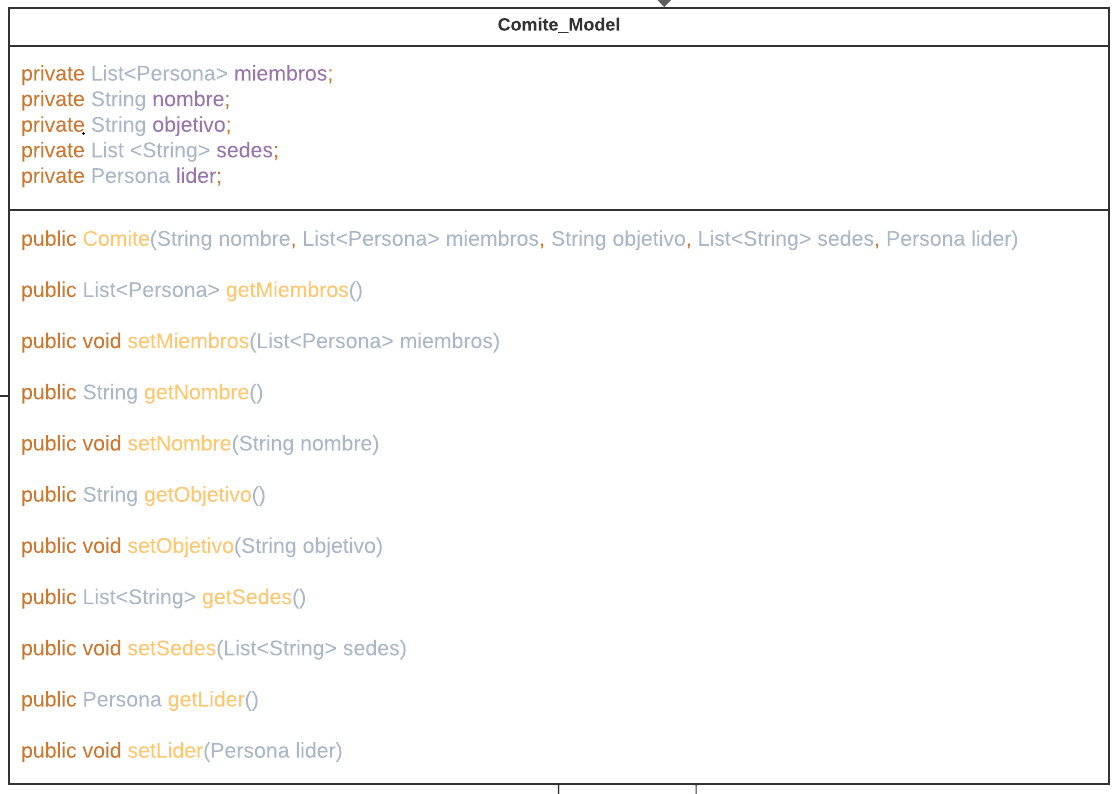 Comite_Model
private List<Persona> miembros;
private String nombre;
private String objetivo;
private List <String> sedes;
private Persona lider;
public Comite(String nombre, List<Persona> miembros, String objetivo, List<String> sedes, Persona lider)
public List<Persona> getMiembros()
public void setMiembros(List<Persona> miembros)
public String getNombre()
public void setNombre(String nombre)
public String getObjetivo()
public void setObjetivo(String objetivo)
public List<String> getSedes()
public void setSedes(List<String> sedes)
public Persona getLider()
public void setLider(Persona lider)